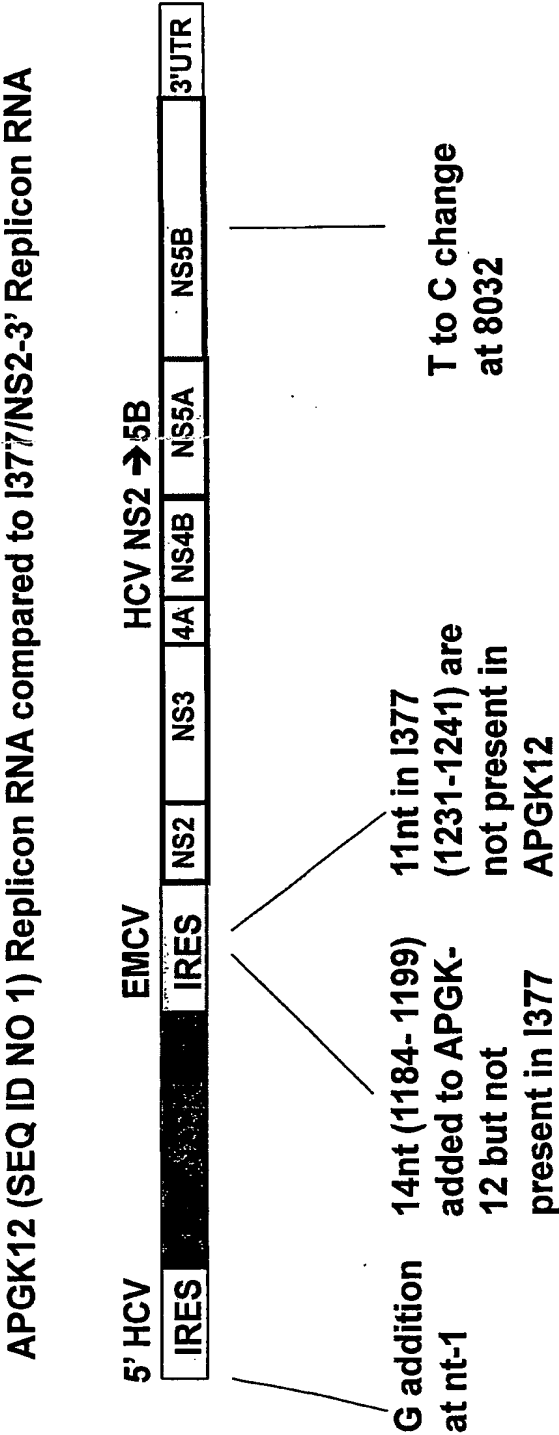 APGK12 (SEQ ID NO 1) Replicon RNA compared to I377/NS2-3' Replicon RNA
5' HCV
EMCV
HCV NS2 → 5B
IRES
IRES
NS2
NS3
4A
NS4B
NS5A
NS5B
3'UTR
G addition
at nt-1
14nt (1184- 1199)
added to APGK-
12 but not
present in I377
11nt in I377
(1231-1241) are
not present in
APGK12
T to C change
at 8032